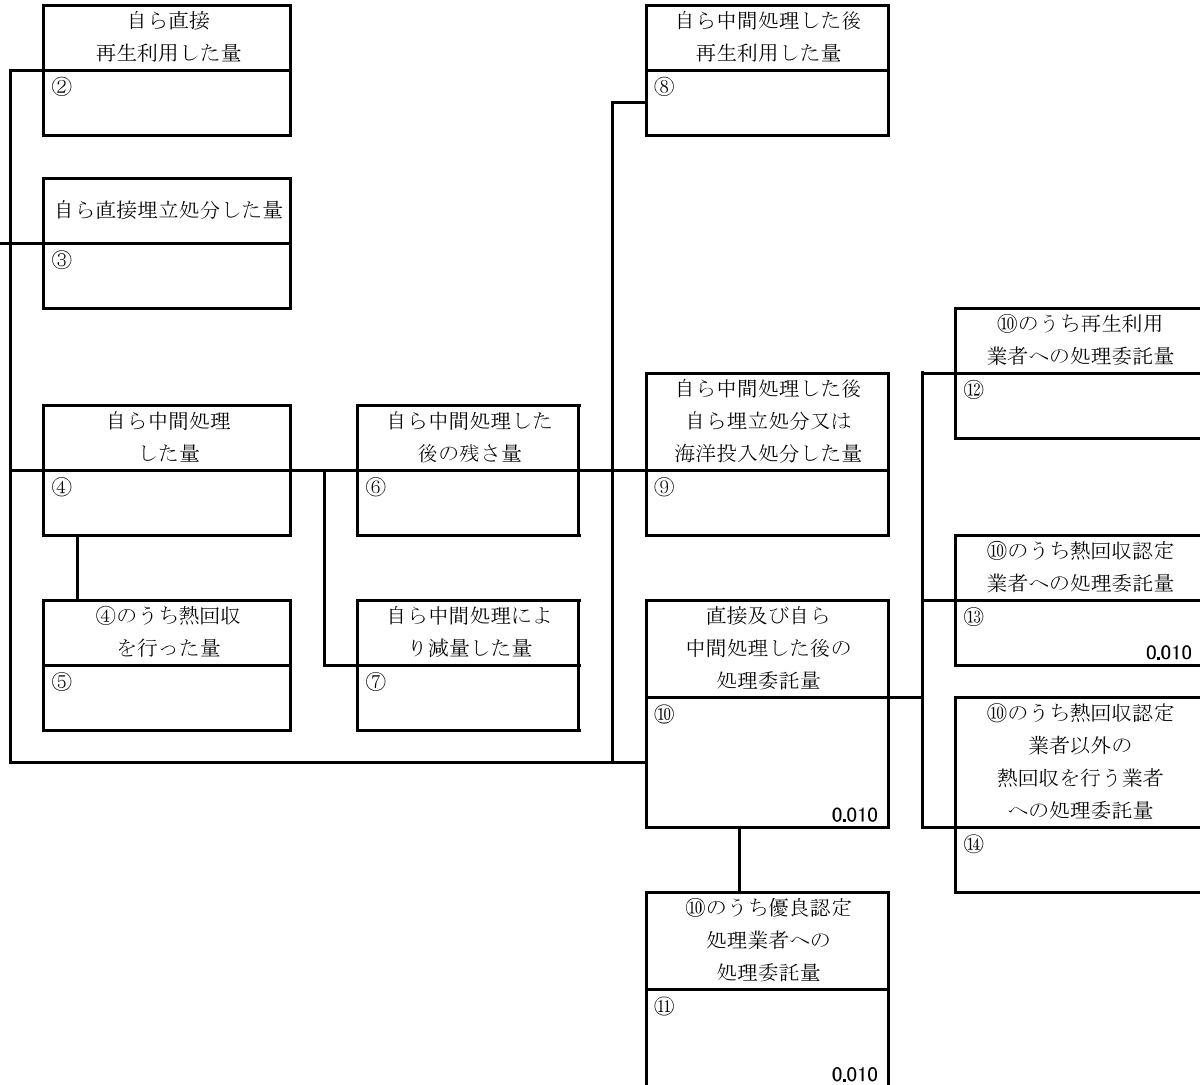 自ら直接
再生利用した量
②
自ら中間処理した後
再生利用した量
⑧
自ら直接埋立処分した量
③
⑩のうち再生利用
業者への処理委託量
⑫
自ら中間処理
した量
④
自ら中間処理した
後の残さ量
⑥
自ら中間処理した後
自ら埋立処分又は
海洋投入処分した量
⑨
⑩のうち熱回収認定
業者への処理委託量
⑬
0.010
④のうち熱回収
を行った量
⑤
自ら中間処理によ
り減量した量
⑦
直接及び自ら
中間処理した後の
処理委託量
⑩
0.010
⑩のうち熱回収認定
業者以外の
熱回収を行う業者
への処理委託量
⑭
⑩のうち優良認定
処理業者への
処理委託量
⑪
0.010